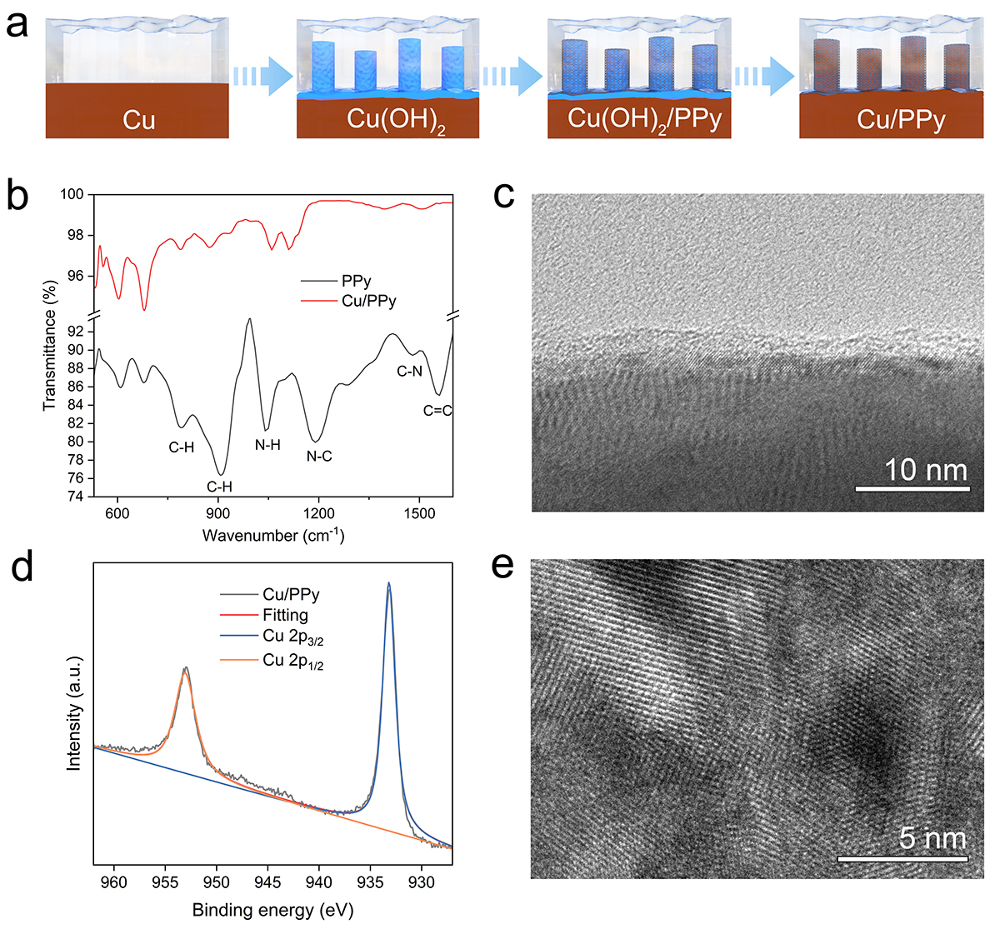 a
Cu
Cu(OH)₂
Cu(OH)₂/PPy
Cu/PPy
b
100
98
96
92
90
88
86
84
82
80
78
76
74
Transmittance (%)
PPy
Cu/PPy
C-H
C-H
N-H
N-C
C-N
C=C
600
900
1200
1500
Wavenumber (cm⁻¹)
c
10 nm
d
Intensity (a.u.)
Cu/PPy
Fitting
Cu 2p₃/₂
Cu 2p₁/₂
960
955
950
945
940
935
930
Binding energy (eV)
e
5 nm